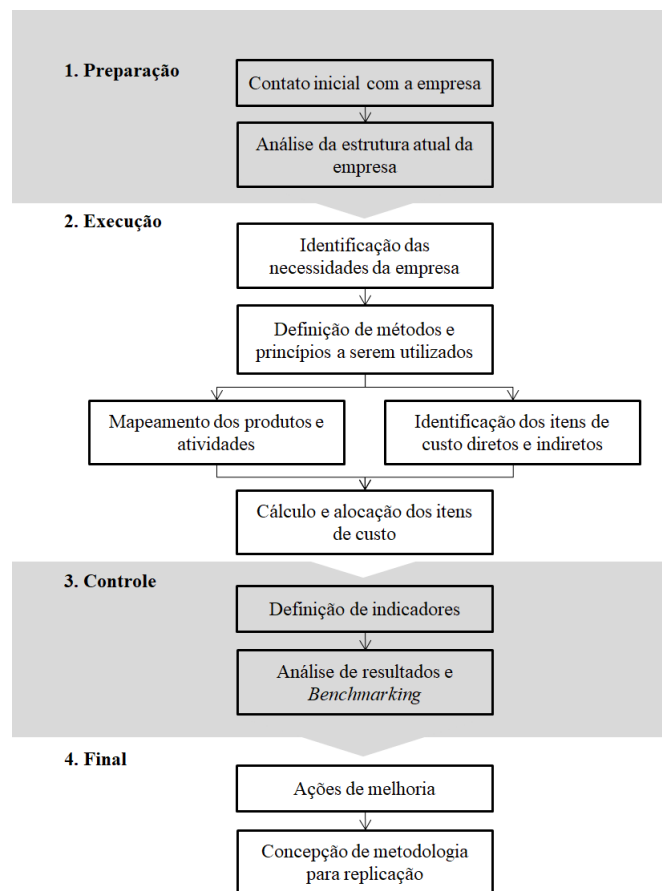 1. Preparação
Contato inicial com a empresa
Análise da estrutura atual da
empresa
2. Execução
Identificação das
necessidades da empresa
Definição de métodos e
princípios a serem utilizados
Mapeamento dos produtos e
atividades
Identificação dos itens de
custo diretos e indiretos
Cálculo e alocação dos itens
de custo
3. Controle
Definição de indicadores
Análise de resultados e
Benchmarking
4. Final
Ações de melhoria
Concepção de metodologia
para replicação